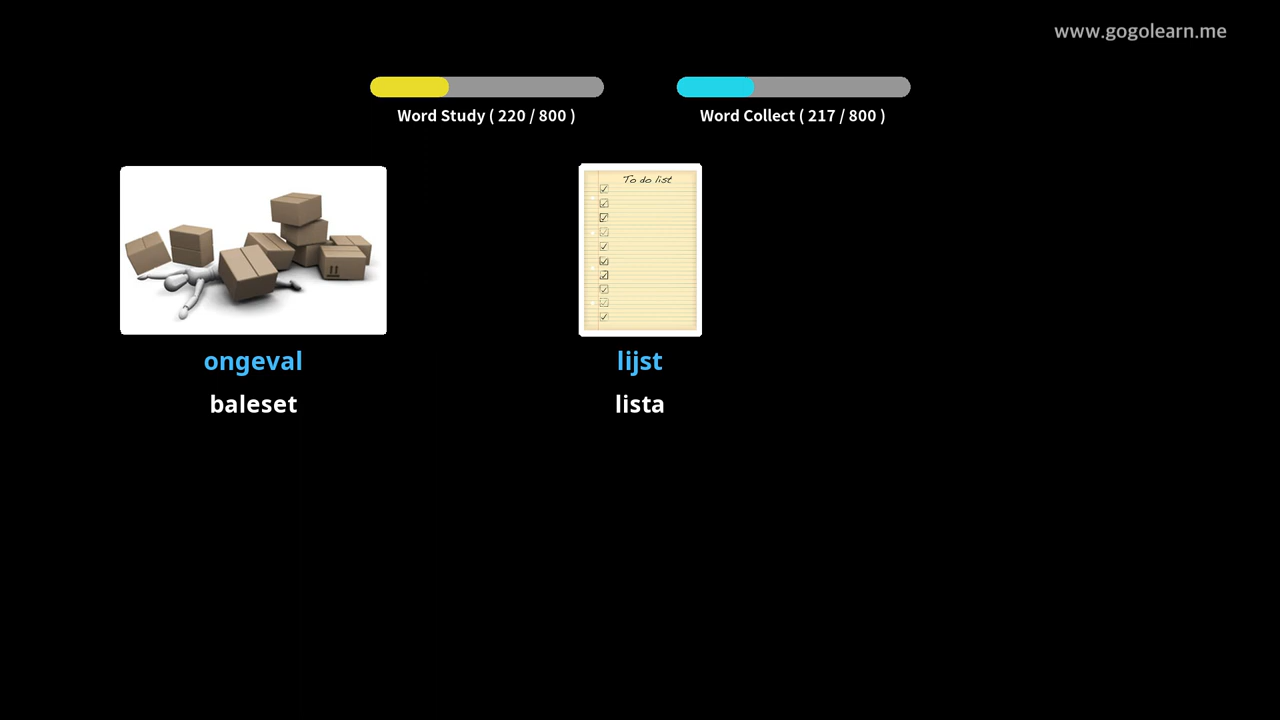 www.gogolearn.me
Word Study ( 220 / 800 )
Word Collect ( 217 / 800 )
To do list
ongeval
lijst
baleset
lista